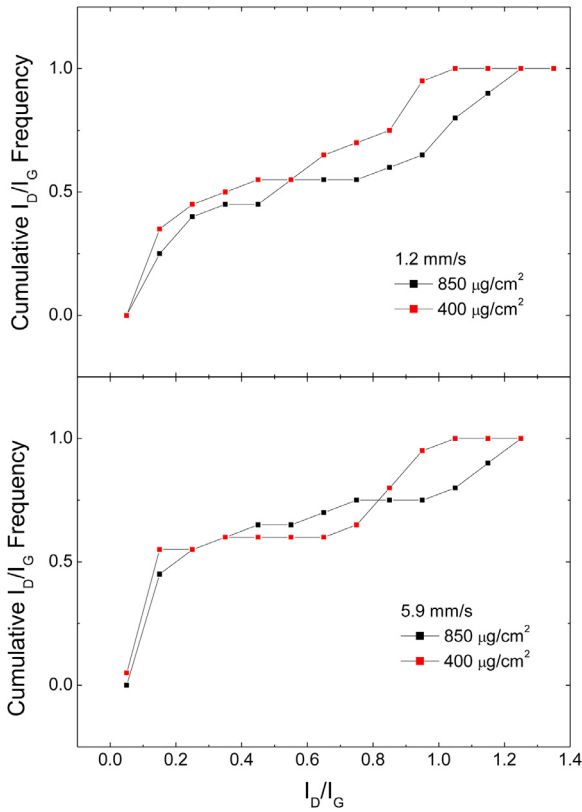 1.0
0.5
0.0
Cumulative I_D/I_G Frequency
1.2 mm/s
850 μg/cm²
400 μg/cm²
1.0
0.5
0.0
Cumulative I_D/I_G Frequency
5.9 mm/s
850 μg/cm²
400 μg/cm²
0.0 0.2 0.4 0.6 0.8 1.0 1.2 1.4
I_D/I_G